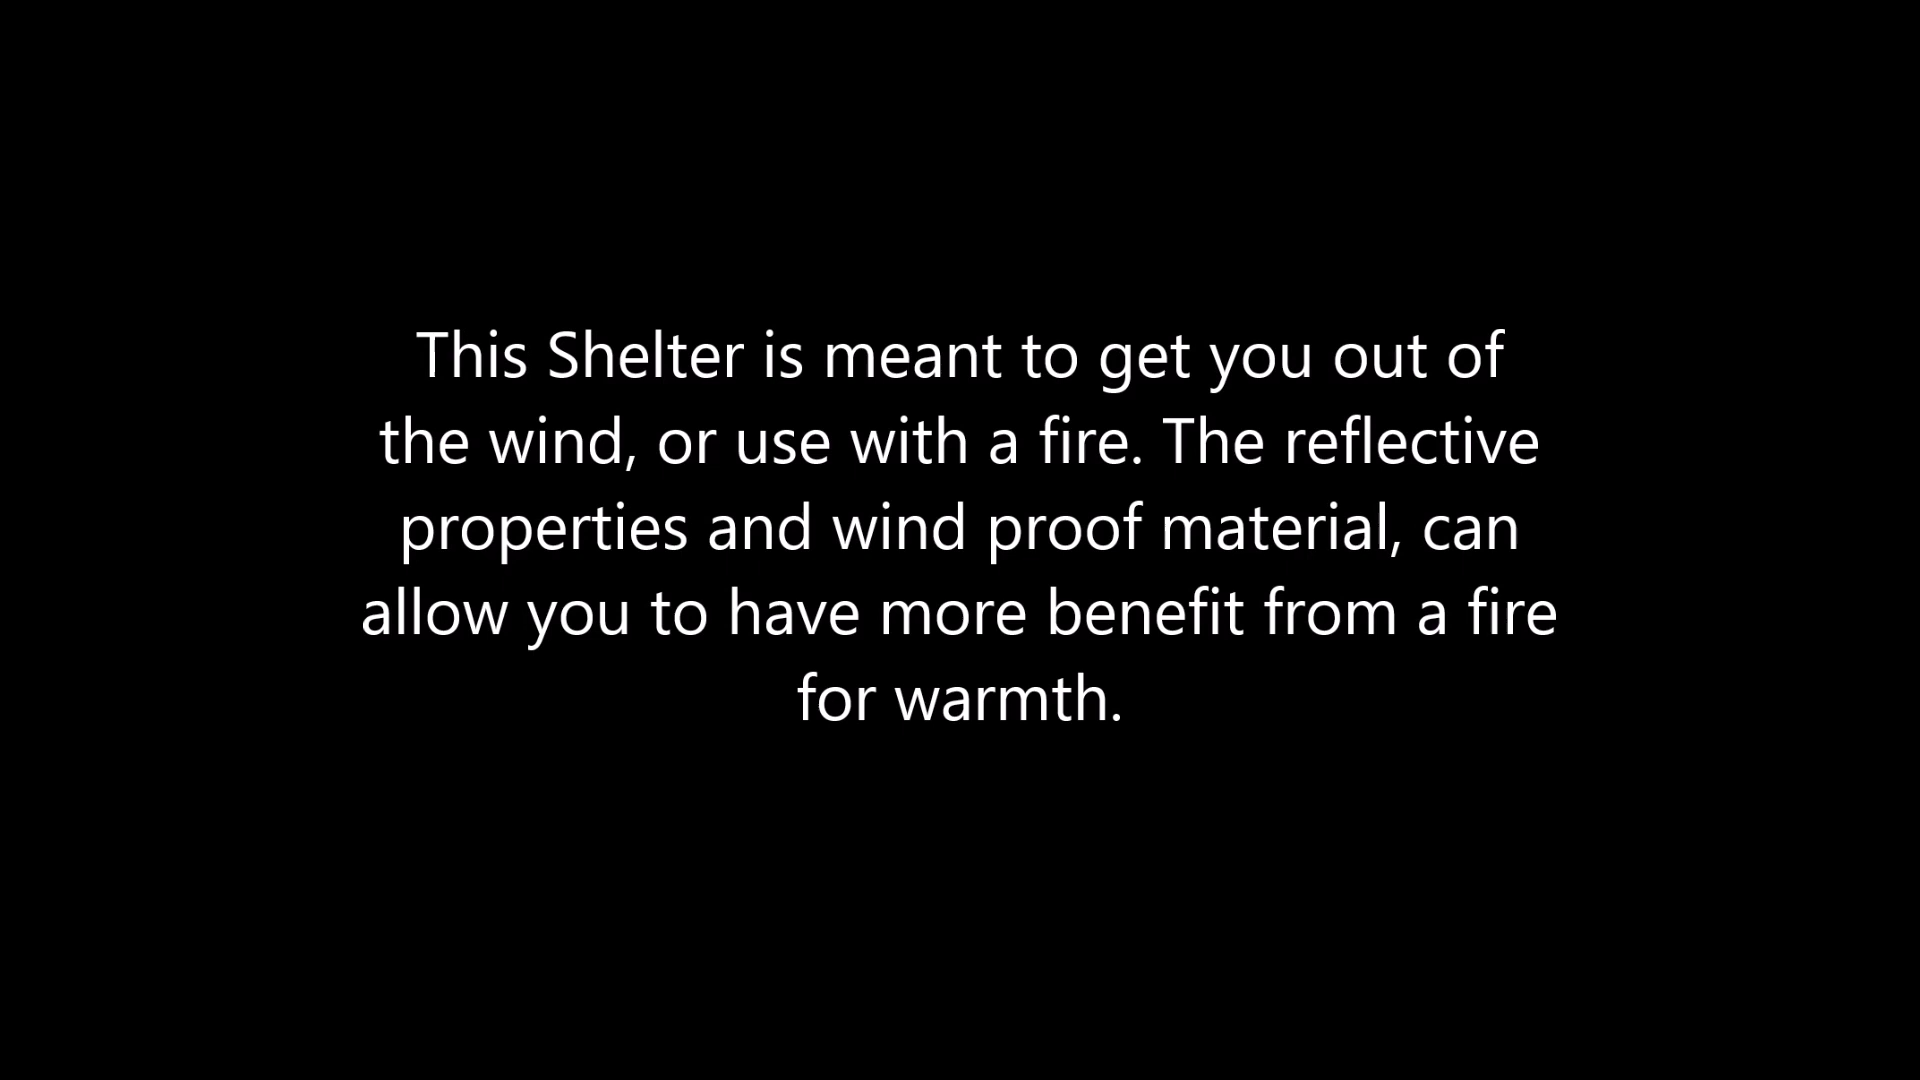 This Shelter is meant to get you out of
the wind, or use with a fire. The reflective
properties and wind proof material, can
allow you to have more benefit from a fire
for warmth.